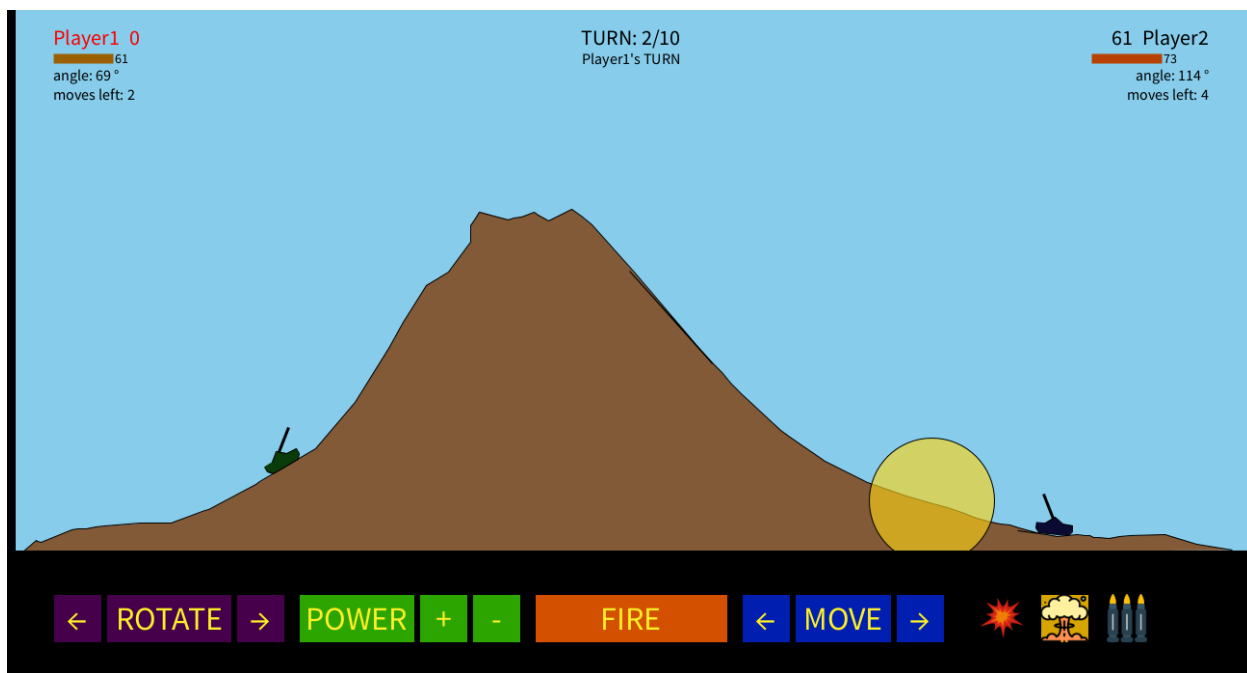 Player1 0
61
angle: 69 °
moves left: 2
TURN: 2/10
Player1's TURN
61 Player2
73
angle: 114 °
moves left: 4
← ROTATE → POWER + - FIRE ← MOVE →